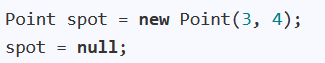 Point spot = new Point(3, 4);
spot = null;